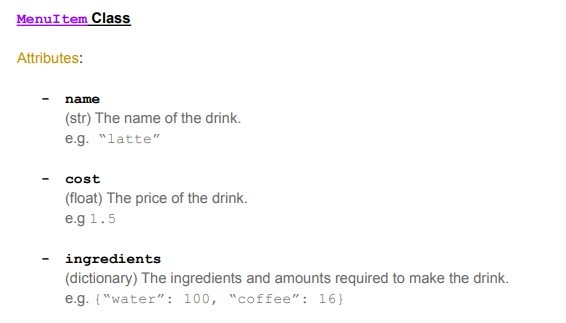 MenuItem Class
Attributes:
- name
(str) The name of the drink.
e.g. “latte”
- cost
(float) The price of the drink.
e.g 1.5
- ingredients
(dictionary) The ingredients and amounts required to make the drink.
e.g. {“water”: 100, “coffee”: 16}